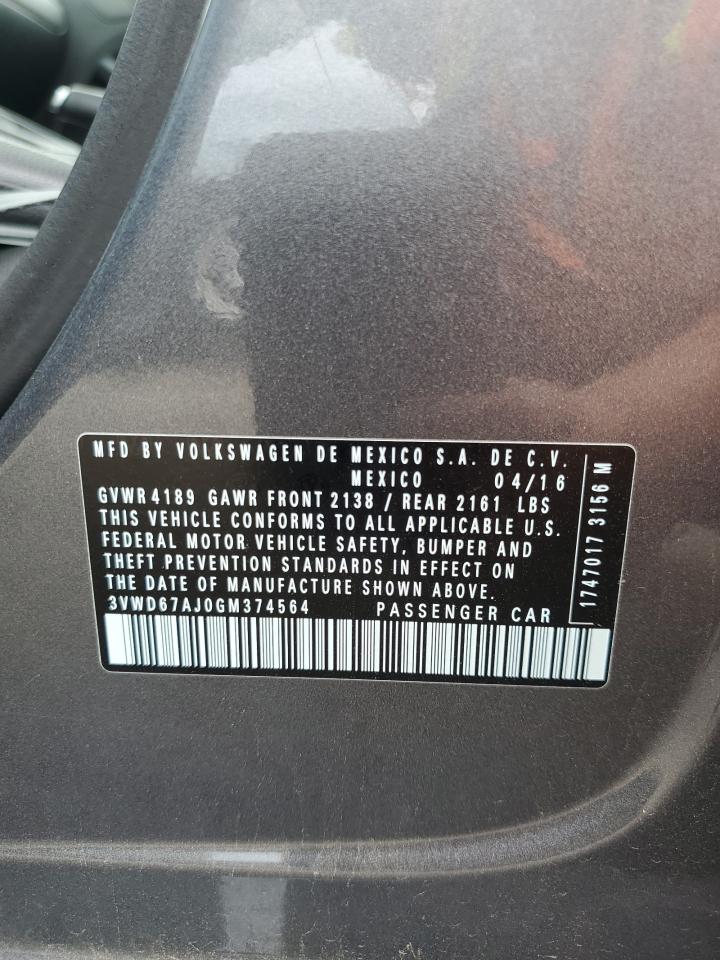 MFD BY VOLKSWAGEN DE MEXICO S.A. DE C.V.
MEXICO 04/16
GVWR 4189 GAWR FRONT 2138 / REAR 2161 LBS
THIS VEHICLE CONFORMS TO ALL APPLICABLE U.S.
FEDERAL MOTOR VEHICLE SAFETY, BUMPER AND
THEFT PREVENTION STANDARDS IN EFFECT ON
THE DATE OF MANUFACTURE SHOWN ABOVE.
3VWD67AJ0GM374564 PASSENGER CAR
1747017 3156 M